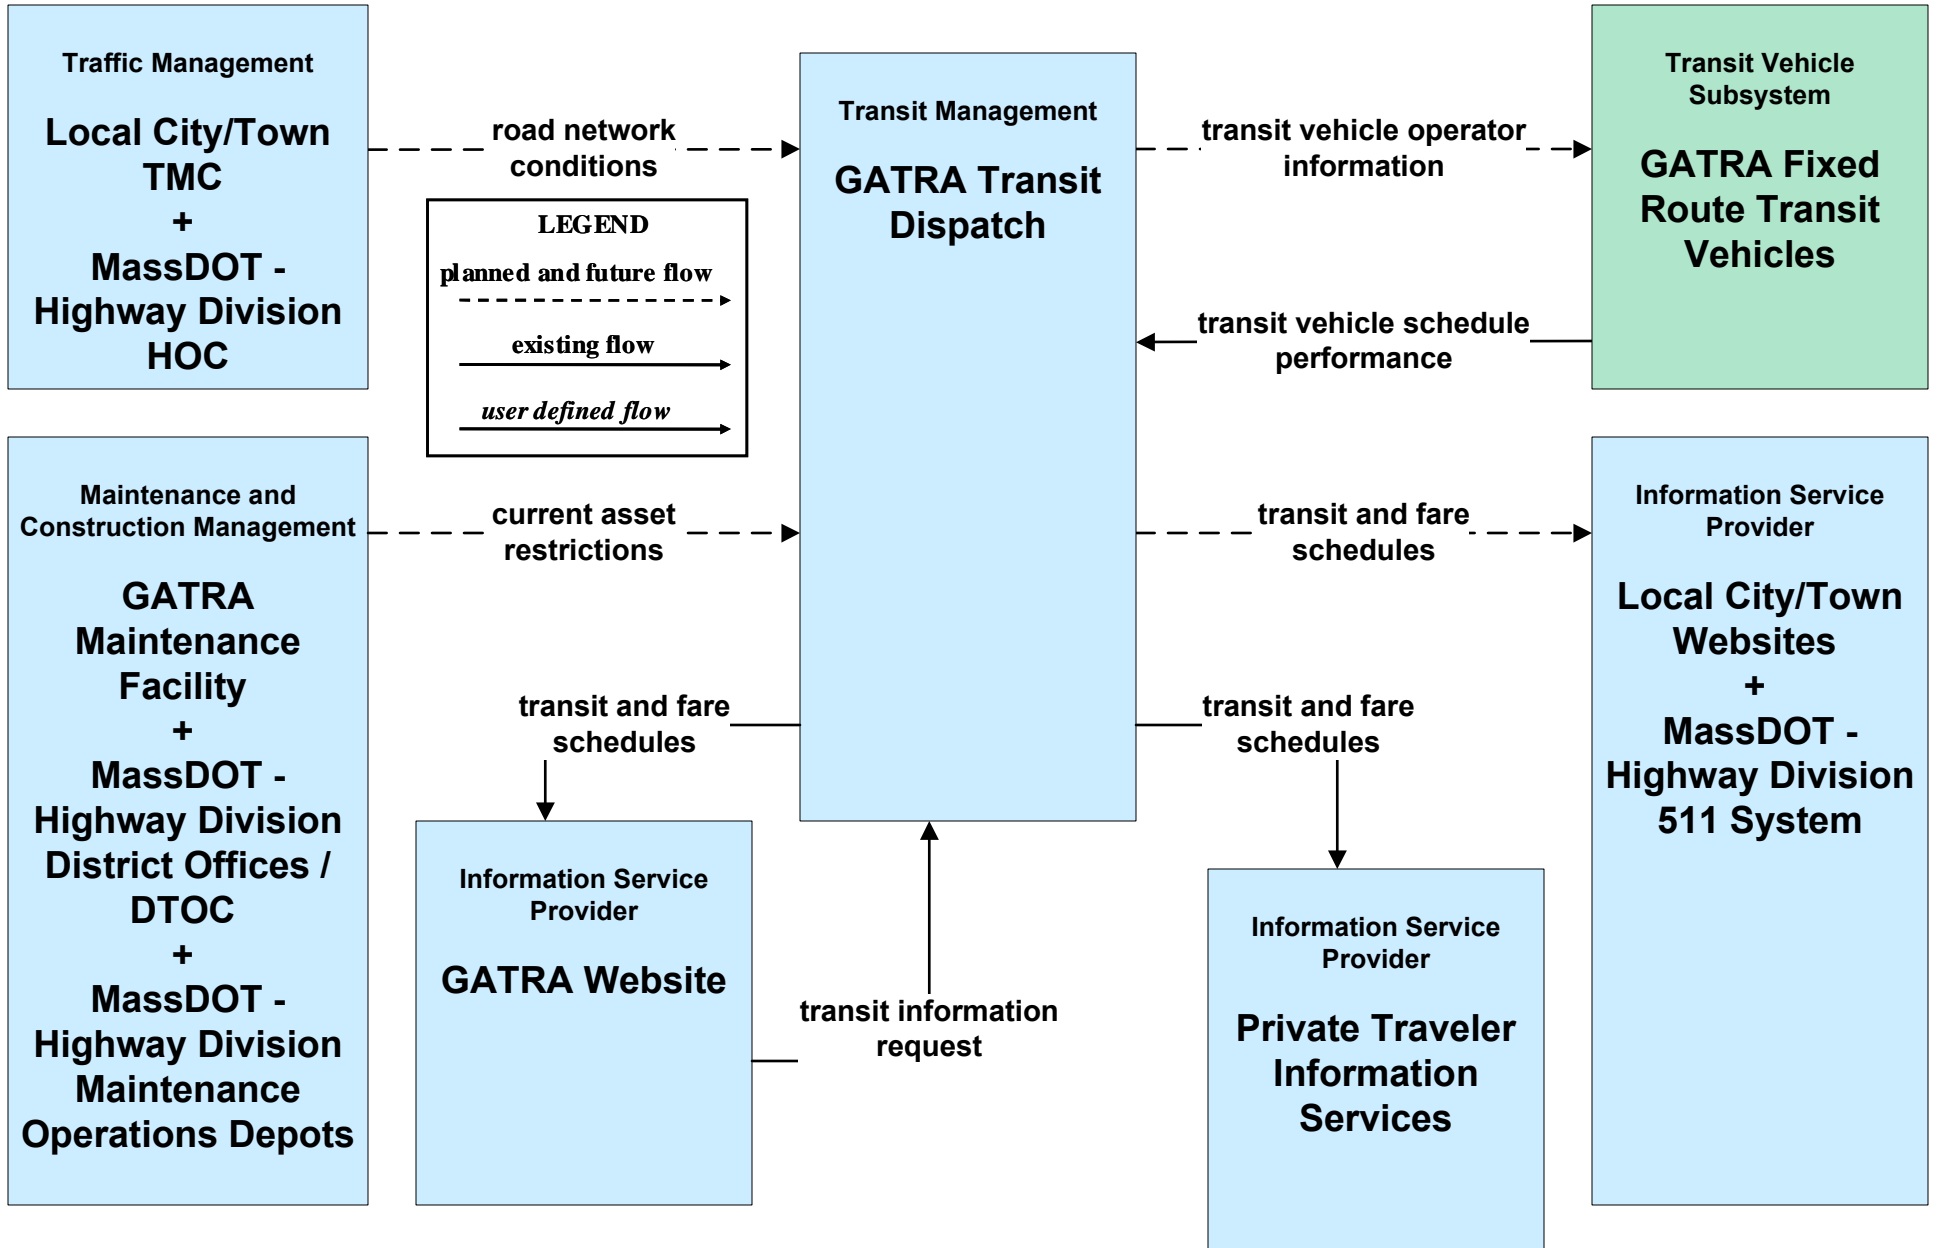 Traffic Management
Local City/Town
TMC
+
MassDOT -
Highway Division
HOC
road network
conditions
LEGEND
planned and future flow
existing flow
user defined flow
Transit Management
GATRA Transit
Dispatch
transit vehicle operator
information
Transit Vehicle
Subsystem
GATRA Fixed
Route Transit
Vehicles
transit vehicle schedule
performance
Maintenance and
Construction Management
GATRA
Maintenance
Facility
+
MassDOT -
Highway Division
District Offices /
DTOC
+
MassDOT -
Highway Division
Maintenance
Operations Depots
current asset
restrictions
transit and fare
schedules
Information Service
Provider
Local City/Town
Websites
+
MassDOT -
Highway Division
511 System
transit and fare
schedules
transit and fare
schedules
Information Service
Provider
GATRA Website
transit information
request
Information Service
Provider
Private Traveler
Information
Services